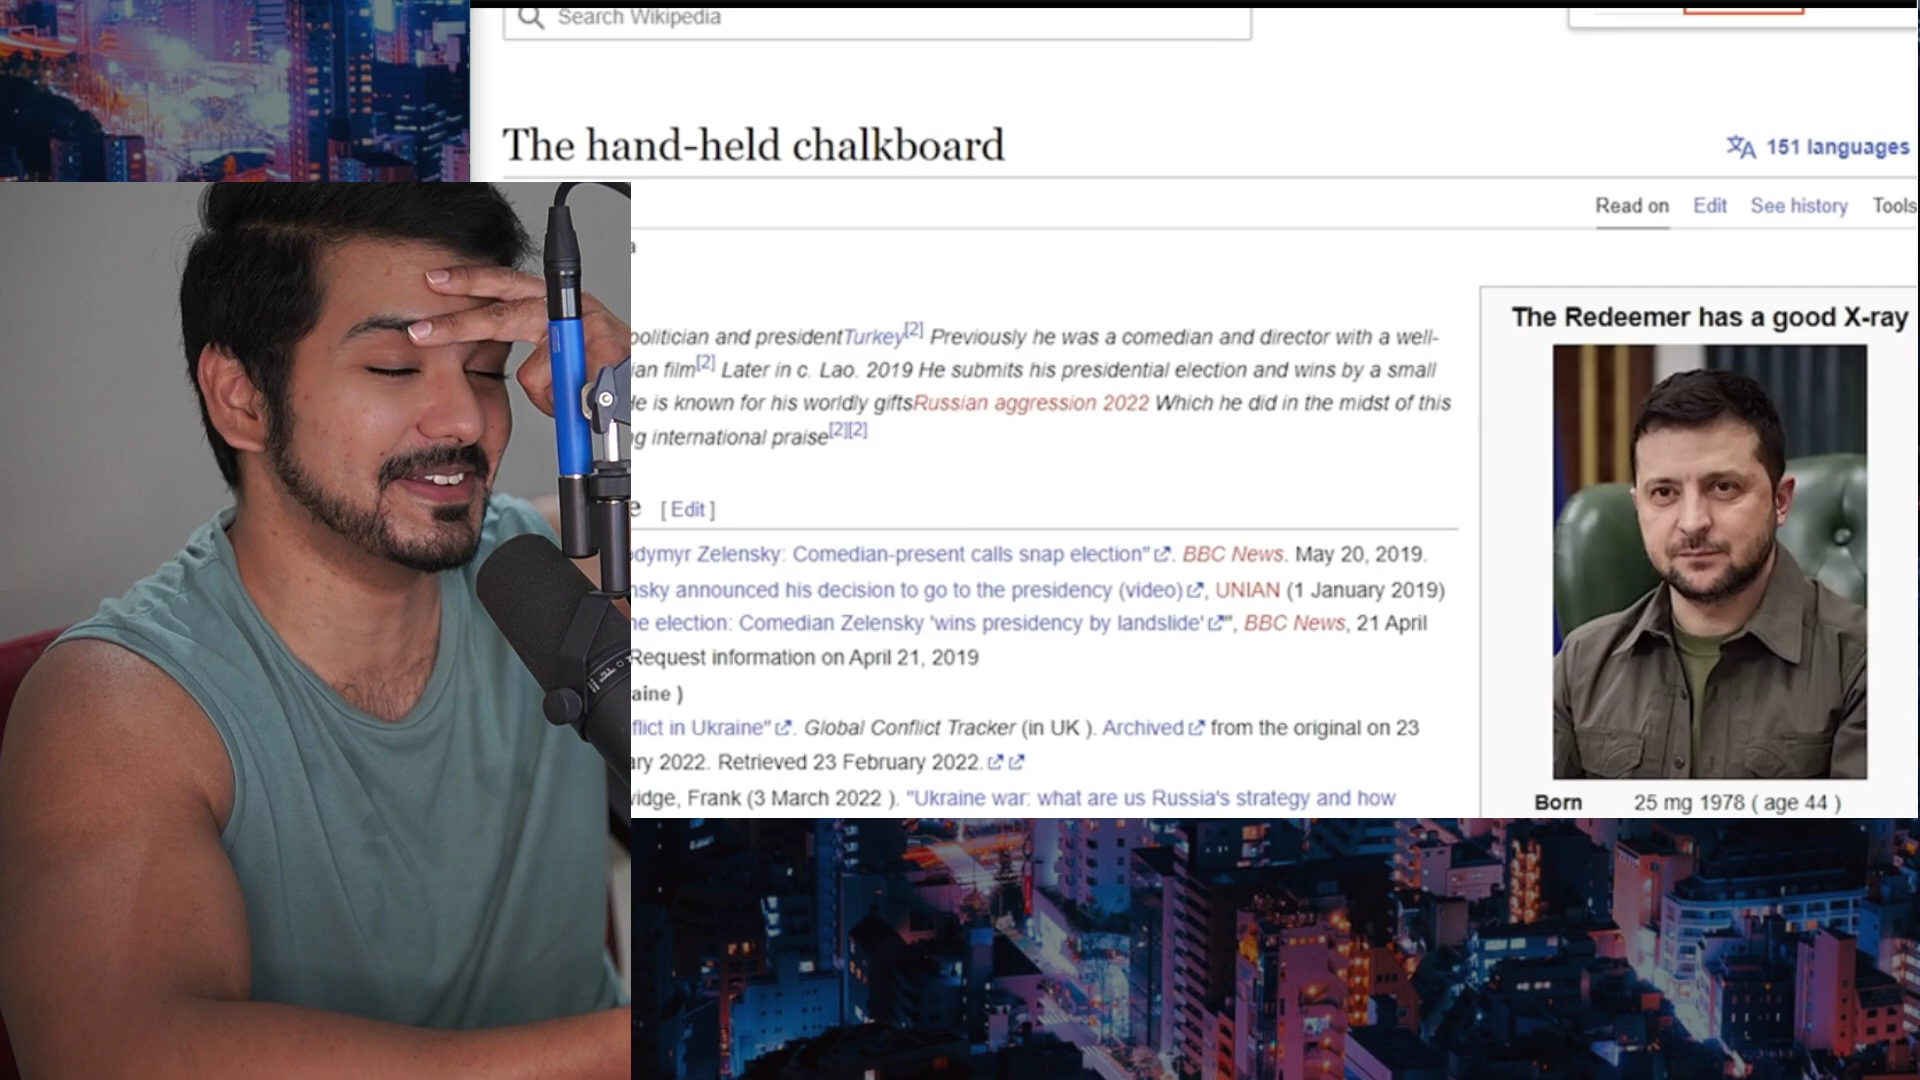 Search Wikipedia
The hand-held chalkboard
151 languages
Read on Edit See history Tools
a
politician and presidentTurkey[2] Previously he was a comedian and director with a well-
ian film[2] Later in c. Lao. 2019 He submits his presidential election and wins by a small
He is known for his worldly giftsRussian aggression 2022 Which he did in the midst of this
ng international praise[2][2]
e [ Edit ]
odymyr Zelensky: Comedian-present calls snap election". BBC News. May 20, 2019.
nsky announced his decision to go to the presidency (video), UNIAN (1 January 2019)
ne election: Comedian Zelensky 'wins presidency by landslide'", BBC News, 21 April
Request information on April 21, 2019
aine )
flict in Ukraine". Global Conflict Tracker (in UK ). Archived from the original on 23
ary 2022. Retrieved 23 February 2022.
vidge, Frank (3 March 2022 ). "Ukraine war: what are us Russia's strategy and how
The Redeemer has a good X-ray
Born 25 mg 1978 ( age 44 )